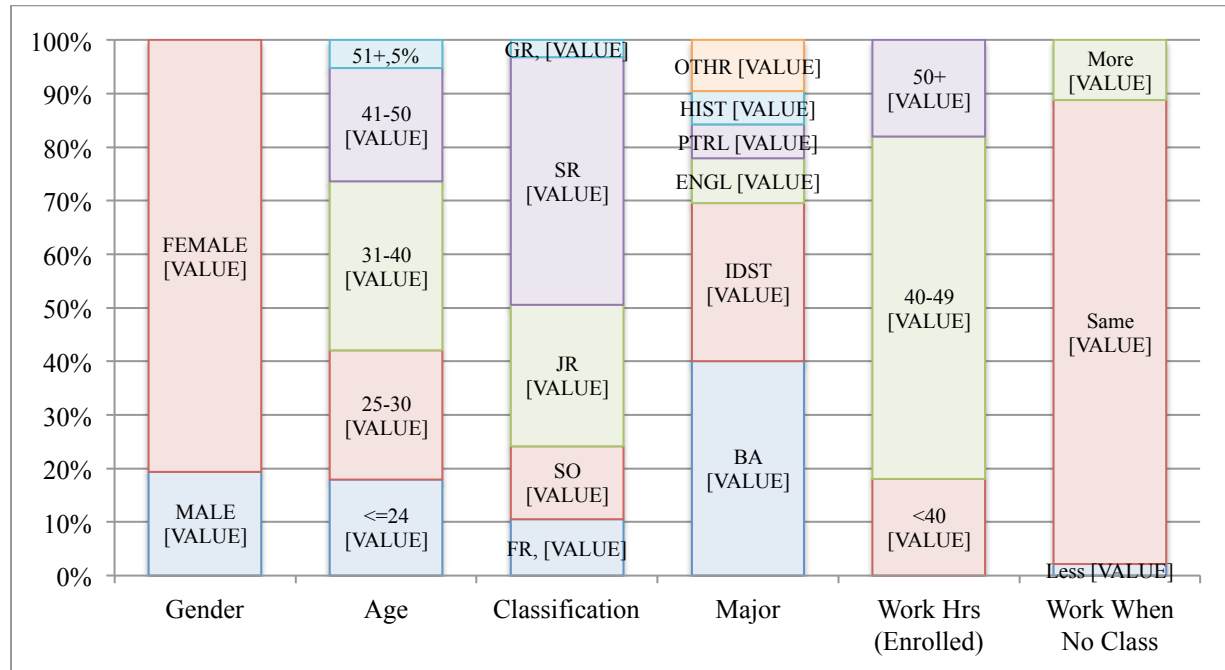 100%
90%
80%
70%
60%
50%
40%
30%
20%
10%
0%
FEMALE
[VALUE]
MALE
[VALUE]
51+,5%
41-50
[VALUE]
31-40
[VALUE]
25-30
[VALUE]
<=24
[VALUE]
GR, [VALUE]
SR
[VALUE]
JR
[VALUE]
SO
[VALUE]
FR, [VALUE]
OTHR [VALUE]
HIST [VALUE]
PTRL [VALUE]
ENGL [VALUE]
IDST
[VALUE]
BA
[VALUE]
50+
[VALUE]
40-49
[VALUE]
<40
[VALUE]
More
[VALUE]
Same
[VALUE]
Less [VALUE]
Gender
Age
Classification
Major
Work Hrs
(Enrolled)
Work When
No Class